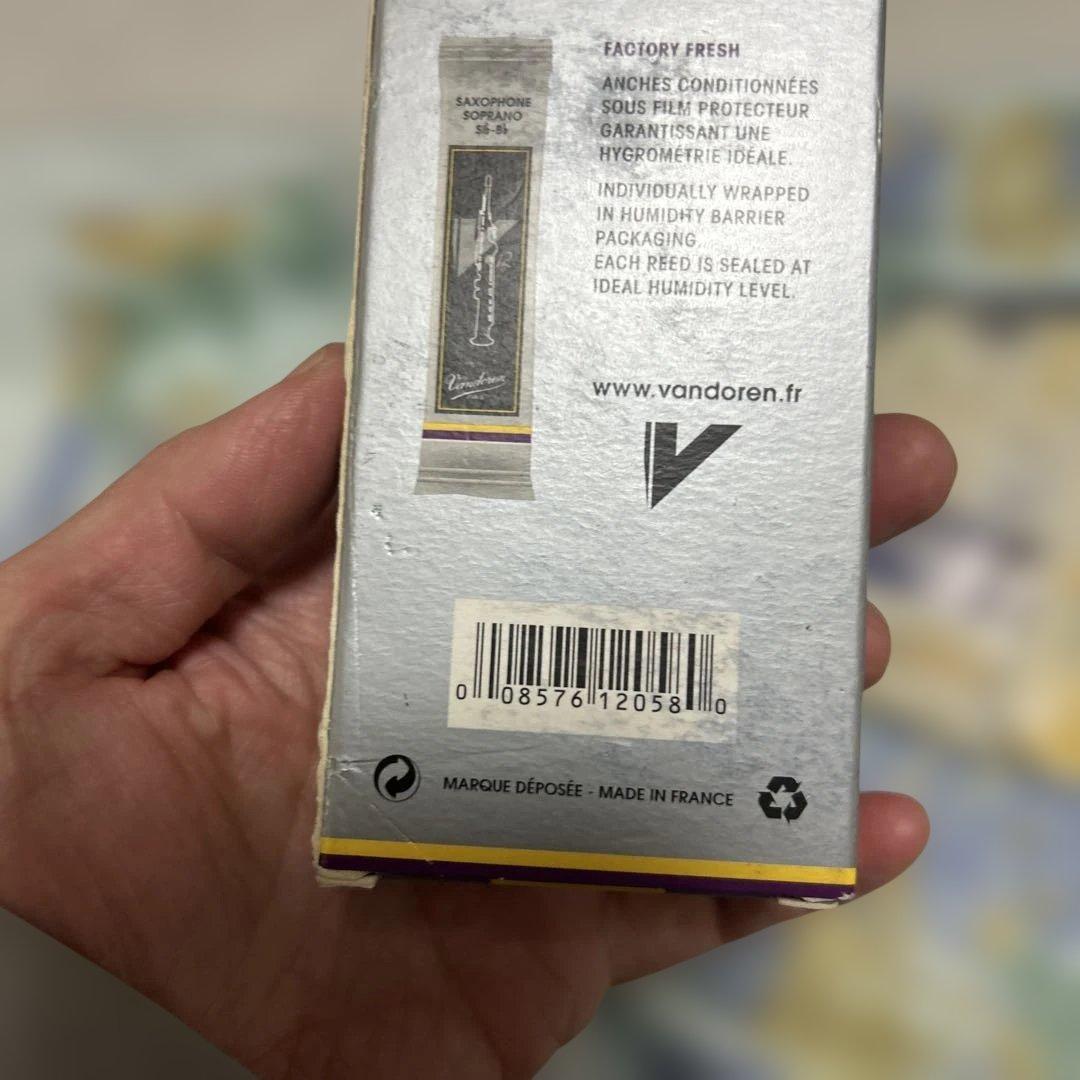 SAXOPHONE
SOPRANO
Si♭-B♭
Vandoren
FACTORY FRESH
ANCHES CONDITIONNÉES
SOUS FILM PROTECTEUR
GARANTISSANT UNE
HYGROMÉTRIE IDÉALE.
INDIVIDUALLY WRAPPED
IN HUMIDITY BARRIER
PACKAGING
EACH REED IS SEALED AT
IDEAL HUMIDITY LEVEL.
www.vandoren.fr
V
0 08576 12058 0
MARQUE DÉPOSÉE - MADE IN FRANCE